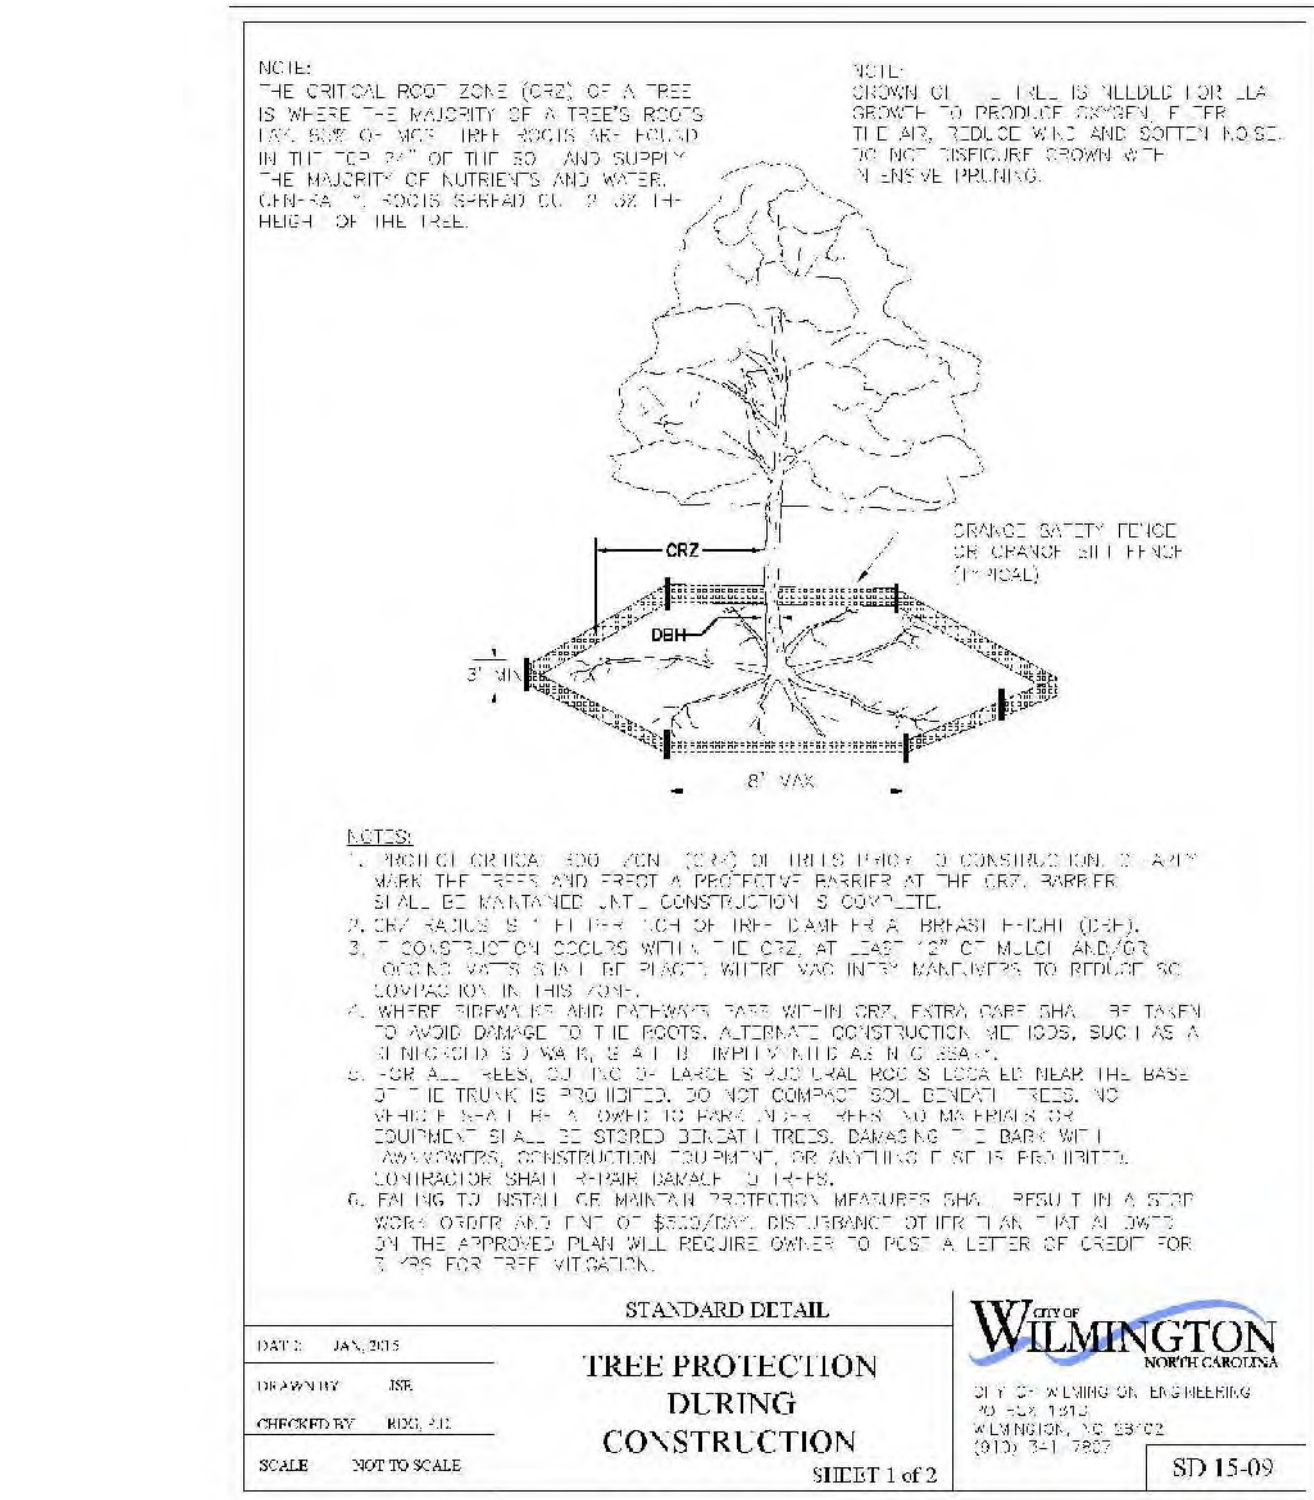 NOTE:
THE CRITICAL ROOT ZONE (CRZ) OF A TREE
IS WHERE THE MAJORITY OF A TREE'S ROOTS
LAY. OF MOST TREE ROOTS ARE FOUND
IN THE TOP 24" OF THE SOIL AND SUPPLY
THE MAJORITY OF NUTRIENTS AND WATER.
GENERALLY, ROOTS SPREAD OUT THE
HEIGHT OF THE TREE.
NOTE:
CROWN OF THE TREE IS NEEDED FOR LEAF
GROWTH TO PRODUCE OXYGEN, FILTER
THE AIR, REDUCE WIND AND SOFTEN NOISE.
DO NOT DISFIGURE CROWN WITH
INTENSIVE PRUNING.
CRZ
ORANGE SAFETY FENCE
OR ORANGE SILT FENCE
(TYPICAL)
DBH
3' MIN
8' MAX
NOTES:
1. PROTECT CRITICAL ROOT ZONE (CRZ) OF TREES PRIOR TO CONSTRUCTION. CLEARLY
MARK THE TREES AND ERECT A PROTECTIVE BARRIER AT THE CRZ. BARRIER
SHALL BE MAINTAINED UNTIL CONSTRUCTION IS COMPLETE.
2. CRZ RADIUS IS 1 FT PER INCH OF TREE DIAMETER AT BREAST HEIGHT (DBH).
3. IF CONSTRUCTION OCCURS WITHIN THE CRZ, AT LEAST 12" OF MULCH AND/OR
LOGGING MATTS SHALL BE PLACED WHERE MACHINERY MANEUVERS TO REDUCE SOIL
COMPACTION IN THIS ZONE.
4. WHERE SIDEWALKS AND PATHWAYS PASS WITHIN CRZ, EXTRA CARE SHALL BE TAKEN
TO AVOID DAMAGE TO THE ROOTS. ALTERNATE CONSTRUCTION METHODS, SUCH AS A
REINFORCED SIDEWALK, SHALL BE IMPLEMENTED AS NECESSARY.
5. FOR ALL TREES, CUTTING OF LARGE STRUCTURAL ROOTS LOCATED NEAR THE BASE
OF THE TRUNK IS PROHIBITED. DO NOT COMPACT SOIL BENEATH TREES. NO
VEHICLE SHALL BE ALLOWED TO PARK UNDER TREES. NO MATERIALS OR
EQUIPMENT SHALL BE STORED BENEATH TREES. DAMAGING THE BARK WITH
LAWNMOWERS, CONSTRUCTION EQUIPMENT, OR ANYTHING ELSE IS PROHIBITED.
CONTRACTOR SHALL REPAIR DAMAGE TO TREES.
6. FAILING TO INSTALL OR MAINTAIN PROTECTION MEASURES SHALL RESULT IN A STOP
WORK ORDER AND FINE OF $500/DAY. DISTURBANCE OTHER THAN THAT ALLOWED
ON THE APPROVED PLAN WILL REQUIRE OWNER TO POST A LETTER OF CREDIT FOR
3 YRS FOR TREE MITIGATION.
STANDARD DETAIL
DATE: JAN, 2015
DRAWN BY JSR
CHECKED BY RDG,
SCALE NOT TO SCALE
TREE PROTECTION
DURING
CONSTRUCTION
SHEET 1 of 2
CITY OF
WILMINGTON
NORTH CAROLINA
CITY OF WILMINGTON ENGINEERING
PO BOX 1810
WILMINGTON, NC 28402
(910) 341-7807
SD 15-09